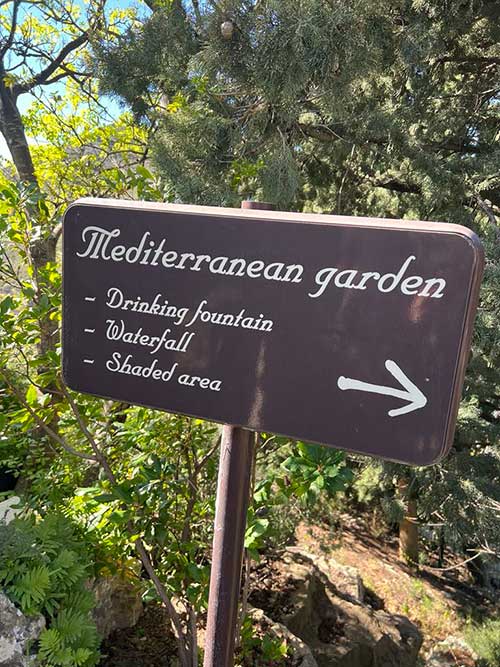 Mediterranean garden
- Drinking fountain
- Waterfall
- Shaded area